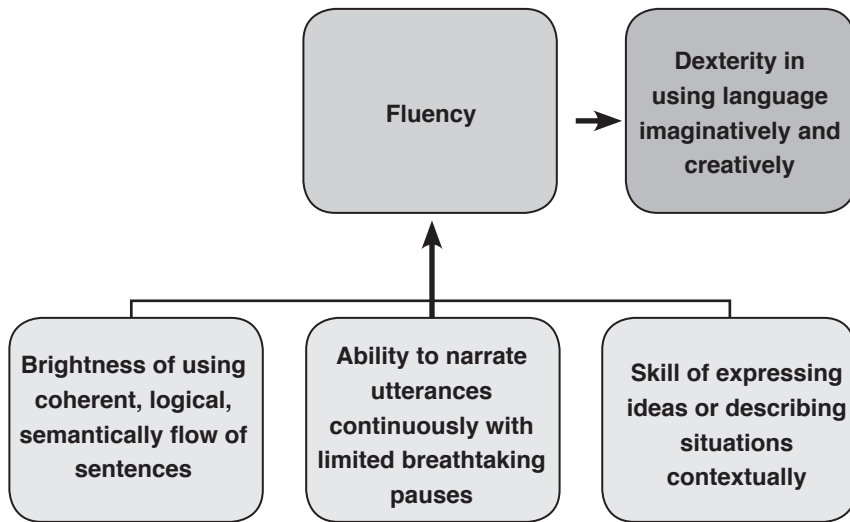 Fluency
Dexterity in
using language
imaginatively and
creatively
Brightness of using
coherent, logical,
semantically flow of
sentences
Ability to narrate
utterances
continuously with
limited breathtaking
pauses
Skill of expressing
ideas or describing
situations
contextually